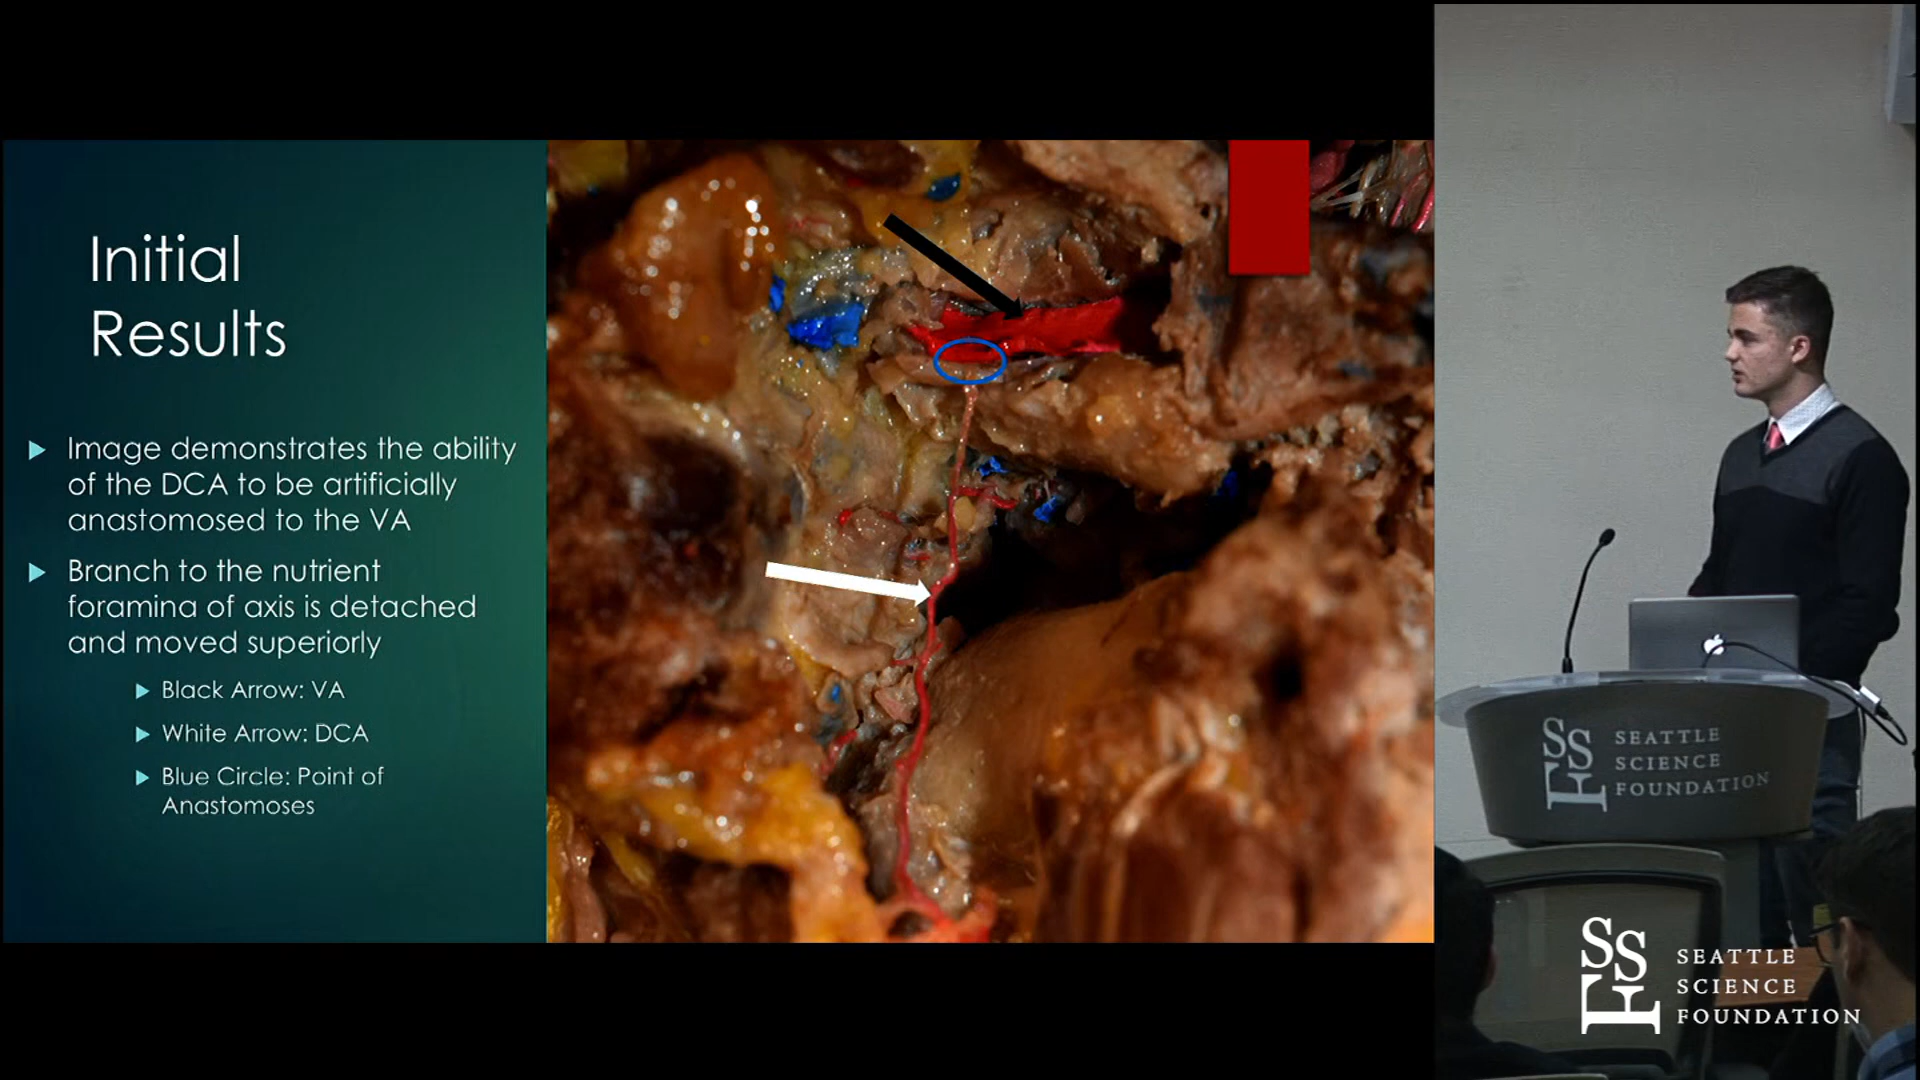 Initial
Results
Image demonstrates the ability
of the DCA to be artificially
anastomosed to the VA
Branch to the nutrient
foramina of axis is detached
and moved superiorly
Black Arrow: VA
White Arrow: DCA
Blue Circle: Point of
Anastomoses
SSF
SEATTLE
SCIENCE
FOUNDATION
SSF
SEATTLE
SCIENCE
FOUNDATION